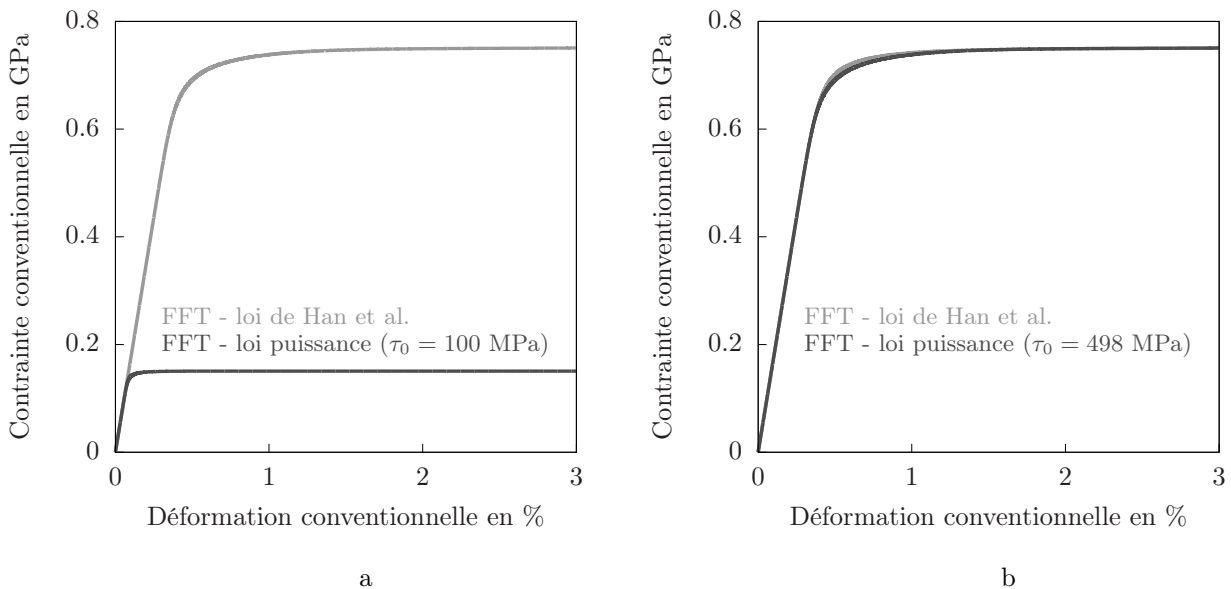 Contrainte conventionnelle en GPa
0.8
0.6
0.4
0.2
0
FFT - loi de Han et al.
FFT - loi puissance (τ₀ = 100 MPa)
0 1 2 3
Déformation conventionnelle en %
a
Contrainte conventionnelle en GPa
0.8
0.6
0.4
0.2
0
FFT - loi de Han et al.
FFT - loi puissance (τ₀ = 498 MPa)
0 1 2 3
Déformation conventionnelle en %
b